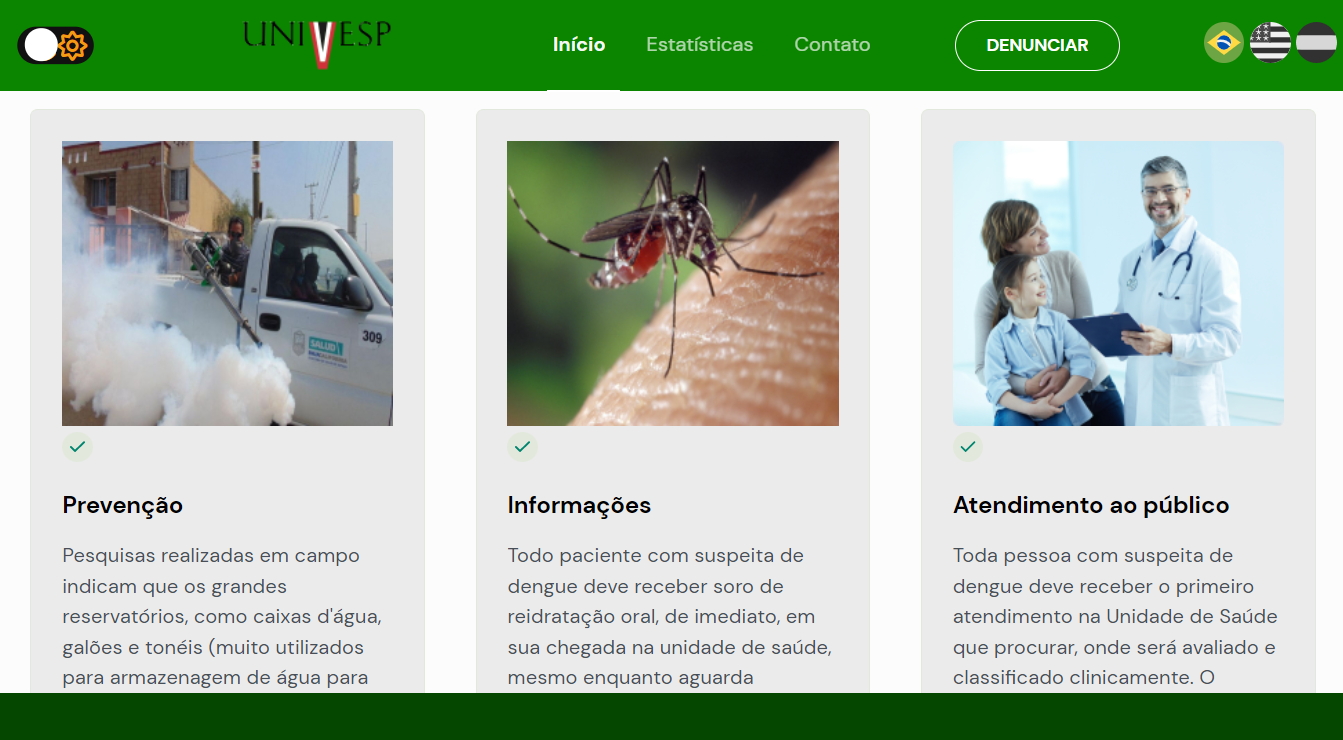 UNIVESP
Início
Estatísticas
Contato
DENUNCIAR
309
SALUD
Prevenção
Pesquisas realizadas em campo
indicam que os grandes
reservatórios, como caixas d'água,
galões e tonéis (muito utilizados
para armazenagem de água para
Informações
Todo paciente com suspeita de
dengue deve receber soro de
reidratação oral, de imediato, em
sua chegada na unidade de saúde,
mesmo enquanto aguarda
Atendimento ao público
Toda pessoa com suspeita de
dengue deve receber o primeiro
atendimento na Unidade de Saúde
que procurar, onde será avaliado e
classificado clinicamente. O